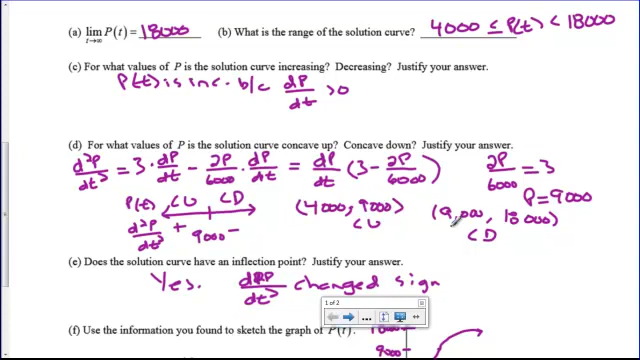 (a) lim P(t) = 18000 (b) What is the range of the solution curve? 4000 ≤ P(t) < 18000
t→∞
(c) For what values of P is the solution curve increasing? Decreasing? Justify your answer.
P(t) is inc. b/c dP/dt > 0
(d) For what values of P is the solution curve concave up? Concave down? Justify your answer.
d²P/dt² = 3 · dP/dt - 2P/6000 · dP/dt = dP/dt (3 - 2P/6000) 2P/6000 = 3
P = 9000
P(t) CU CD (4000, 9000) (9,000, 18000)
d²P/dt² + 9000 - CU CD
(e) Does the solution curve have an inflection point? Justify your answer.
Yes. d²P/dt² changed sign
1 of 2
(f) Use the information you found to sketch the graph of P(t).
9000